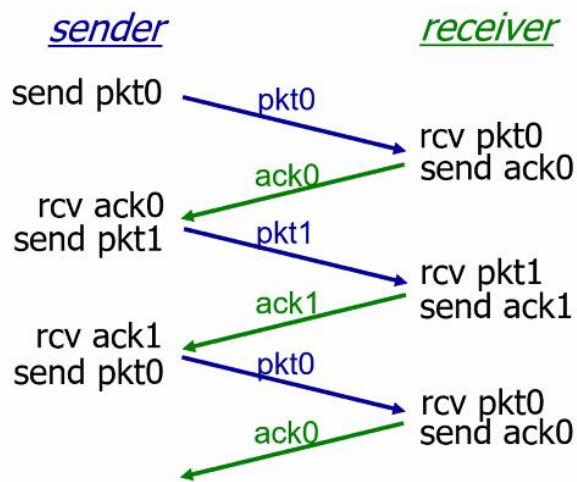 sender
receiver
send pkt0
pkt0
rcv pkt0
send ack0
ack0
rcv ack0
send pkt1
pkt1
rcv pkt1
send ack1
ack1
rcv ack1
send pkt0
pkt0
rcv pkt0
send ack0
ack0